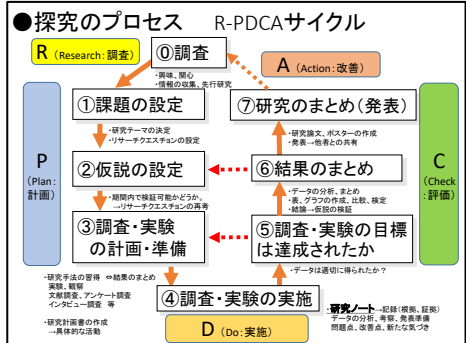 ●探究のプロセス　R-PDCAサイクル
R（Research:調査）
⓪調査
・興味、関心
・情報の収集、先行研究
A（Action:改善）
①課題の設定
・研究テーマの決定
・リサーチクエスチョンの設定
⑦研究のまとめ（発表）
・研究論文、ポスターの作成
・発表→他者との共有
P
（Plan:
計画）
C
（Check
:評価）
②仮説の設定
・期間内で検証可能かどうか。
→リサーチクエスチョンの再考
⑥結果のまとめ
・データの分析、まとめ
・表、グラフの作成、比較、検定
・結論→仮説の検証
③調査・実験
の計画・準備
⑤調査・実験の目標
は達成されたか
・データは適切に得られたか？
・研究手法の習得　⇔結果のまとめ
実験、観察
文献調査、アンケート調査
インタビュー調査　等
・研究計画書の作成
→具体的な活動
④調査・実験の実施
D（Do:実施）
・研究ノート→記録（根拠、証拠）
データの分析、考察、発表準備
問題点、改善点、新たな気づき